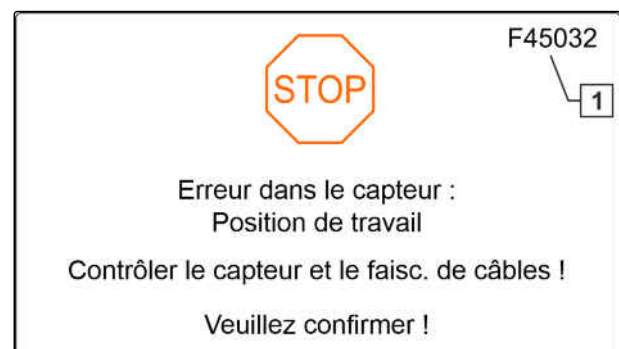 F45032
STOP
1
Erreur dans le capteur :
Position de travail
Contrôler le capteur et le faisc. de câbles !
Veuillez confirmer !